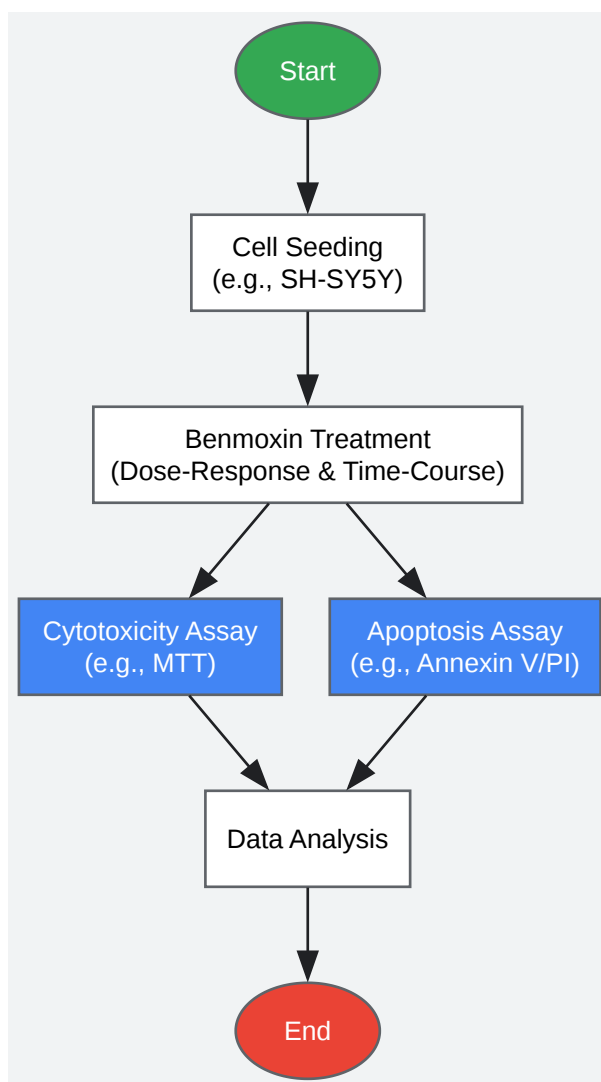 Start
Cell Seeding
(e.g., SH-SY5Y)
Benmoxin Treatment
(Dose-Response & Time-Course)
Cytotoxicity Assay
(e.g., MTT)
Apoptosis Assay
(e.g., Annexin V/PI)
Data Analysis
End